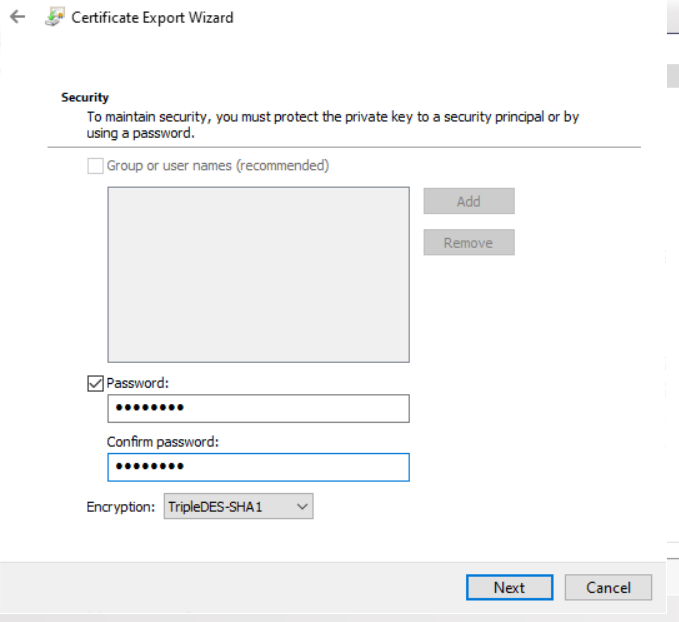 Certificate Export Wizard
Security
To maintain security, you must protect the private key to a security principal or by
using a password.
Group or user names (recommended)
Add
Remove
Password:
••••••••
Confirm password:
••••••••
Encryption: TripleDES-SHA1
Next Cancel